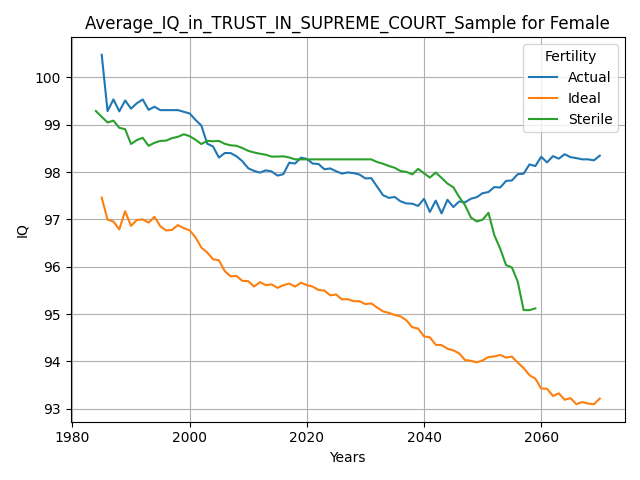 Average_IQ_in_TRUST_IN_SUPREME_COURT_Sample for Female
Fertility
Actual
Ideal
Sterile
IQ
100
99
98
97
96
95
94
93
1980
2000
2020
2040
2060
Years